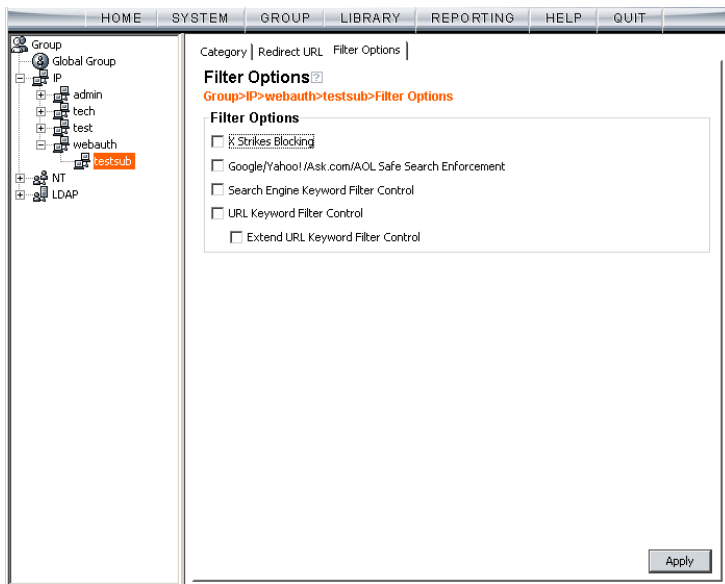 HOME SYSTEM GROUP LIBRARY REPORTING HELP QUIT
Group
Global Group
IP
admin
tech
test
webauth
testsub
NT
LDAP
Category Redirect URL Filter Options
Filter Options
Group>IP>webauth>testsub>Filter Options
Filter Options
X Strikes Blocking
Google/Yahoo!/Ask.com/AOL Safe Search Enforcement
Search Engine Keyword Filter Control
URL Keyword Filter Control
Extend URL Keyword Filter Control
Apply